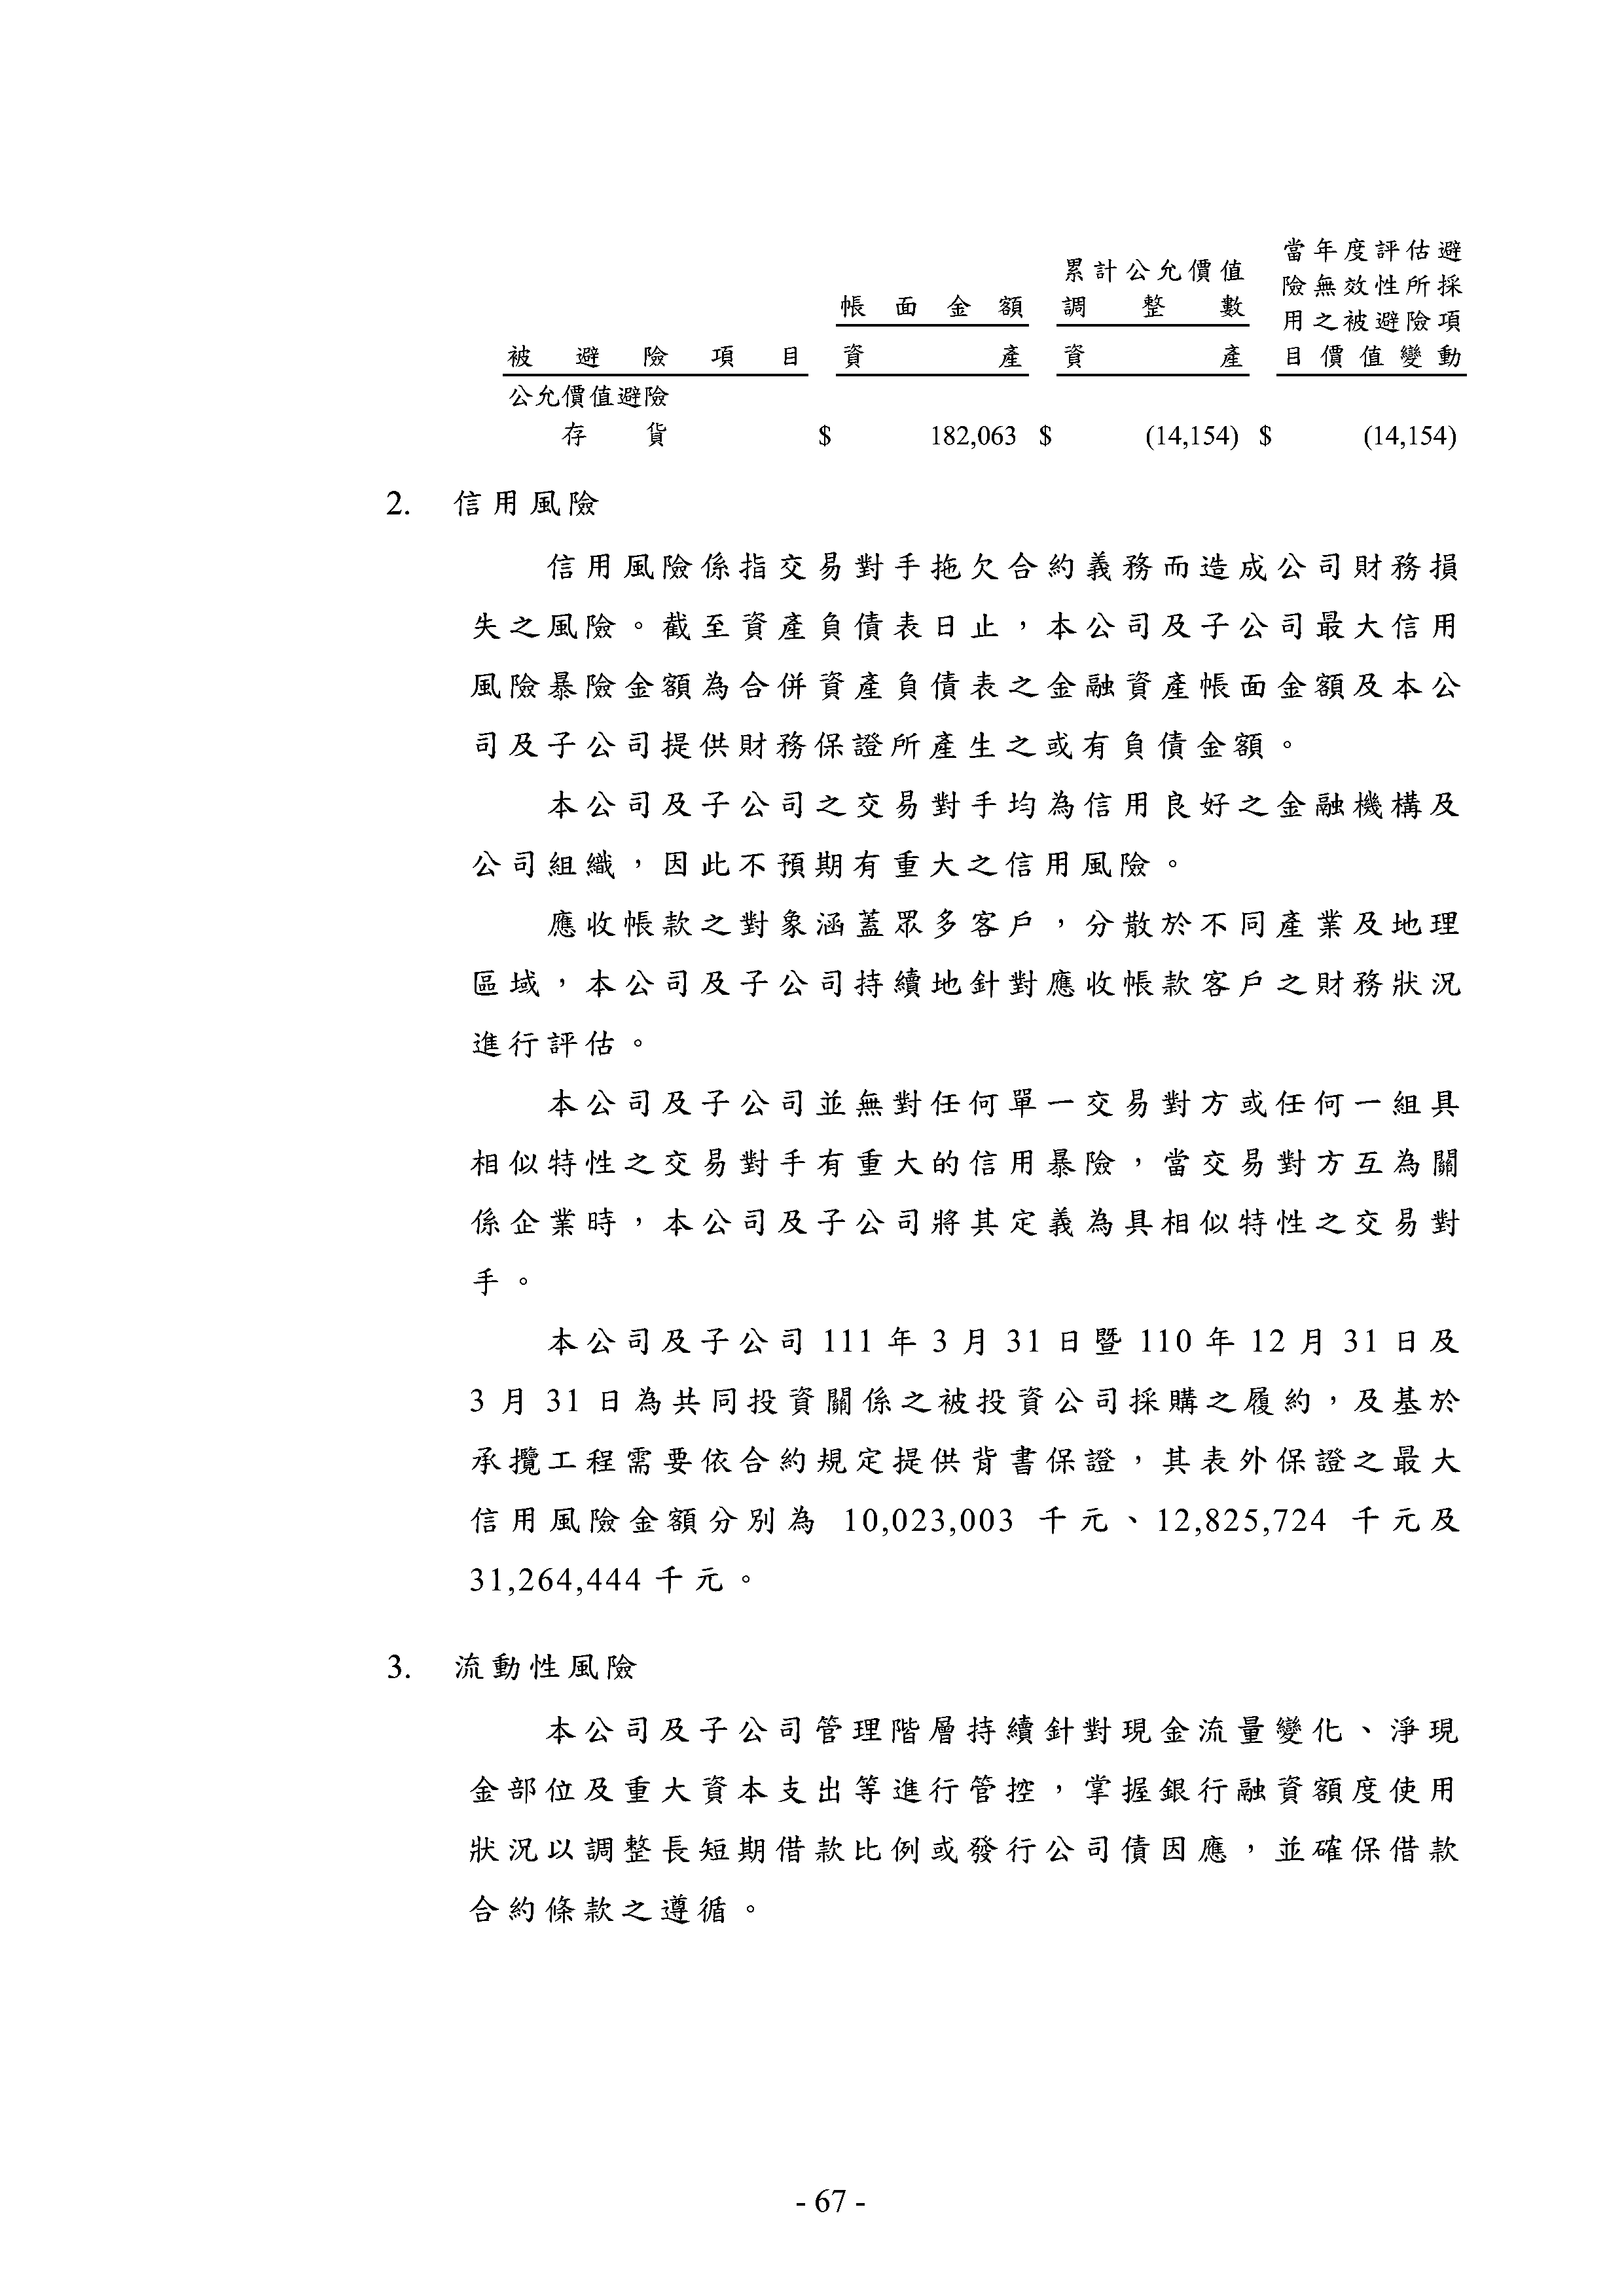 當年度評估避
累計公允價值
險無效性所採
帳面金額 調整數
用之被避險項
被避險項目 資產 資產 目價值變動
公允價值避險
存貨 $ 182,063 $ (14,154) $ (14,154)
2. 信用風險
信用風險係指交易對手拖欠合約義務而造成公司財務損
失之風險。截至資產負債表日止，本公司及子公司最大信用
風險暴險金額為合併資產負債表之金融資產帳面金額及本公
司及子公司提供財務保證所產生之或有負債金額。
本公司及子公司之交易對手均為信用良好之金融機構及
公司組織，因此不預期有重大之信用風險。
應收帳款之對象涵蓋眾多客戶，分散於不同產業及地理
區域，本公司及子公司持續地針對應收帳款客戶之財務狀況
進行評估。
本公司及子公司並無對任何單一交易對方或任何一組具
相似特性之交易對手有重大的信用暴險，當交易對方互為關
係企業時，本公司及子公司將其定義為具相似特性之交易對
手。
本公司及子公司 111 年 3 月 31 日暨 110 年 12 月 31 日及
3 月 31 日為共同投資關係之被投資公司採購之履約，及基於
承攬工程需要依合約規定提供背書保證，其表外保證之最大
信用風險金額分別為 10,023,003 千元、12,825,724 千元及
31,264,444 千元。
3. 流動性風險
本公司及子公司管理階層持續針對現金流量變化、淨現
金部位及重大資本支出等進行管控，掌握銀行融資額度使用
狀況以調整長短期借款比例或發行公司債因應，並確保借款
合約條款之遵循。
- 67 -